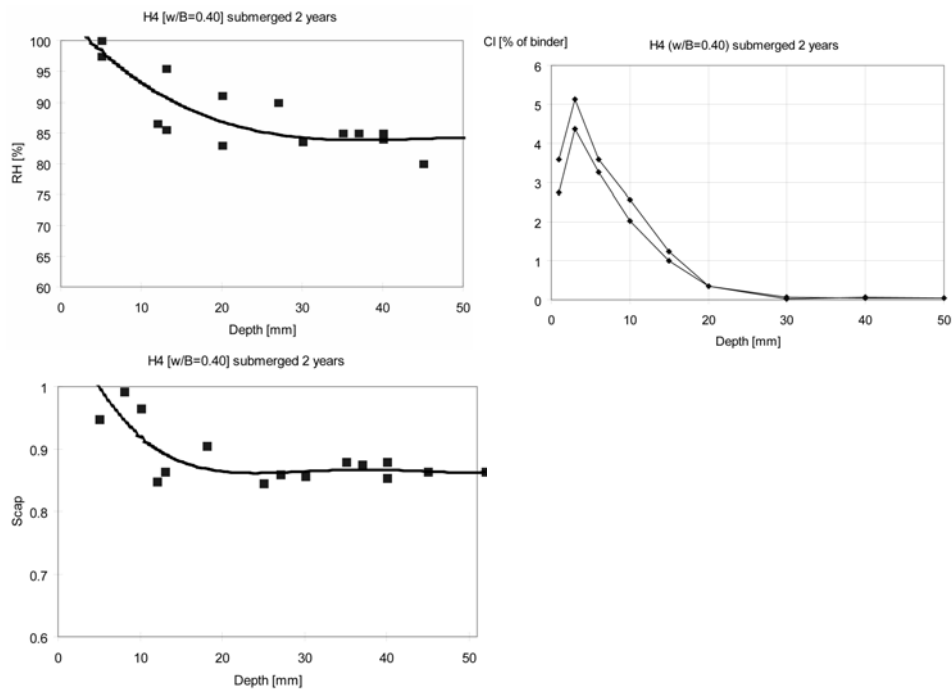 H4 [w/B=0.40] submerged 2 years
100
95
90
85
80
75
70
65
60
RH [%]
0 10 20 30 40 50
Depth [mm]
Cl [% of binder]
H4 (w/B=0.40) submerged 2 years
6
5
4
3
2
1
0
0 10 20 30 40 50
Depth [mm]
H4 [w/B=0.40] submerged 2 years
1
0.9
0.8
0.7
0.6
Scap
0 10 20 30 40 50
Depth [mm]